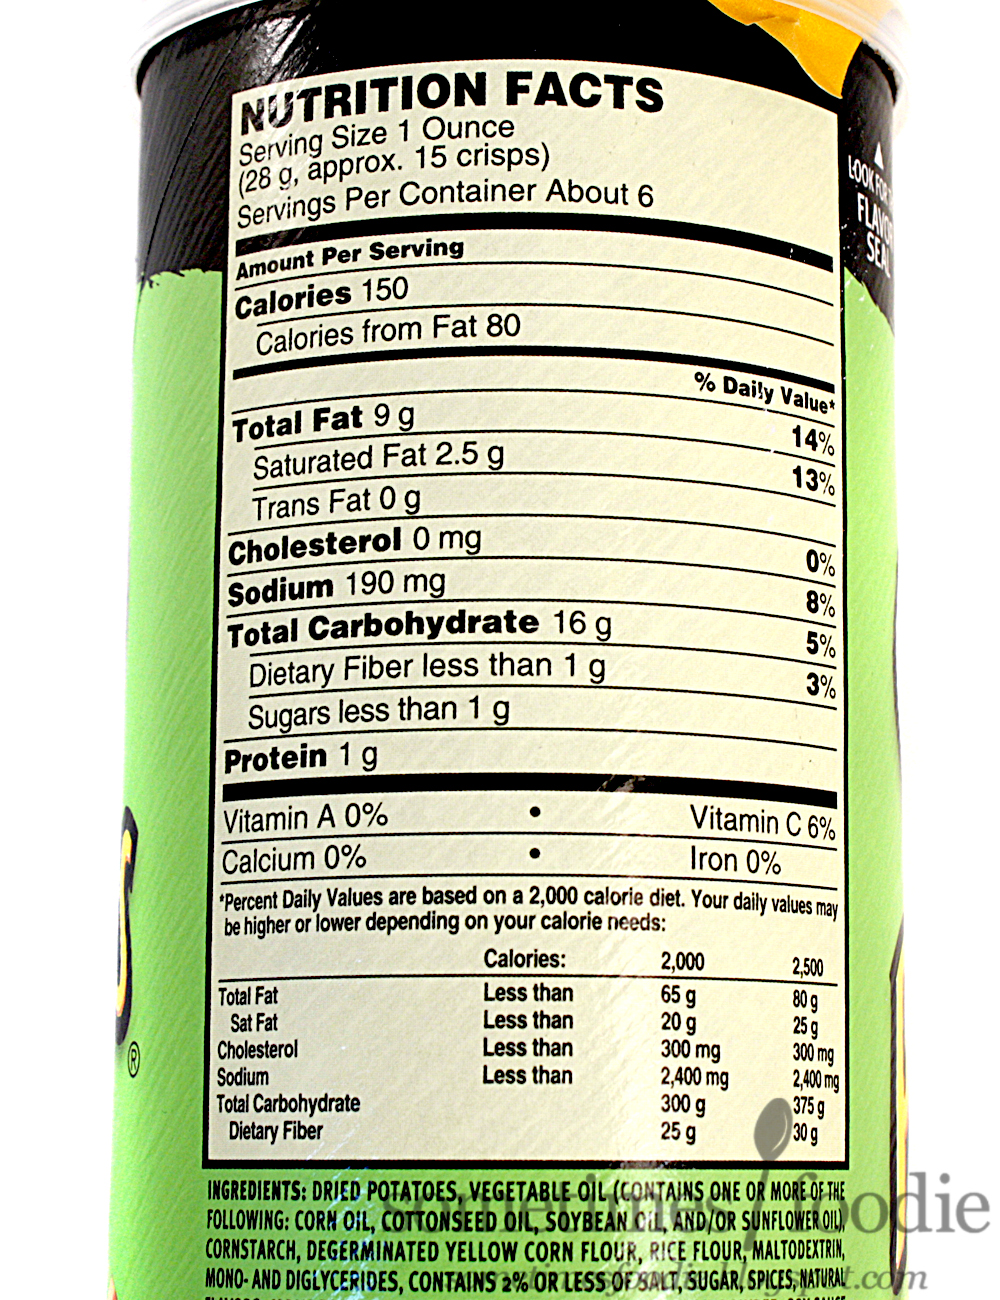 NUTRITION FACTS
Serving Size 1 Ounce
(28 g, approx. 15 crisps)
Servings Per Container About 6
Amount Per Serving
Calories 150
Calories from Fat 80
% Daily Value*
Total Fat 9 g 14%
Saturated Fat 2.5 g 13%
Trans Fat 0 g
Cholesterol 0 mg 0%
Sodium 190 mg 8%
Total Carbohydrate 16 g 5%
Dietary Fiber less than 1 g 3%
Sugars less than 1 g
Protein 1 g
Vitamin A 0% • Vitamin C 6%
Calcium 0% • Iron 0%
*Percent Daily Values are based on a 2,000 calorie diet. Your daily values may
be higher or lower depending on your calorie needs:
Calories: 2,000 2,500
Total Fat Less than 65 g 80 g
Sat Fat Less than 20 g 25 g
Cholesterol Less than 300 mg 300 mg
Sodium Less than 2,400 mg 2,400 mg
Total Carbohydrate 300 g 375 g
Dietary Fiber 25 g 30 g
INGREDIENTS: DRIED POTATOES, VEGETABLE OIL (CONTAINS ONE OR MORE OF THE
FOLLOWING: CORN OIL, COTTONSEED OIL, SOYBEAN OIL, AND/OR SUNFLOWER OIL),
CORNSTARCH, DEGERMINATED YELLOW CORN FLOUR, RICE FLOUR, MALTODEXTRIN,
MONO- AND DIGLYCERIDES, CONTAINS 2% OR LESS OF SALT, SUGAR, SPICES, NATURAL
LOOK FOR
SEAL
®
sometimes foodie